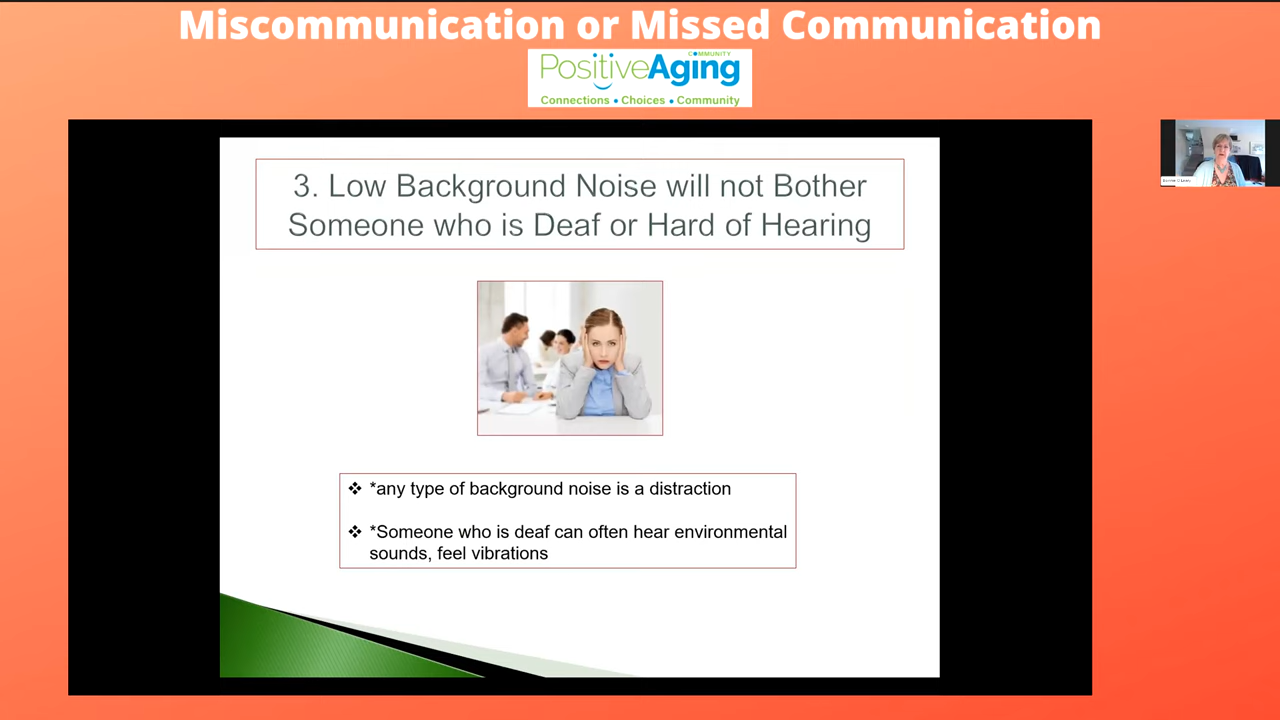 Miscommunication or Missed Communication
COMMUNITY
PositiveAging
Connections • Choices • Community
3. Low Background Noise will not Bother
Someone who is Deaf or Hard of Hearing
❖ *any type of background noise is a distraction
❖ *Someone who is deaf can often hear environmental
sounds, feel vibrations